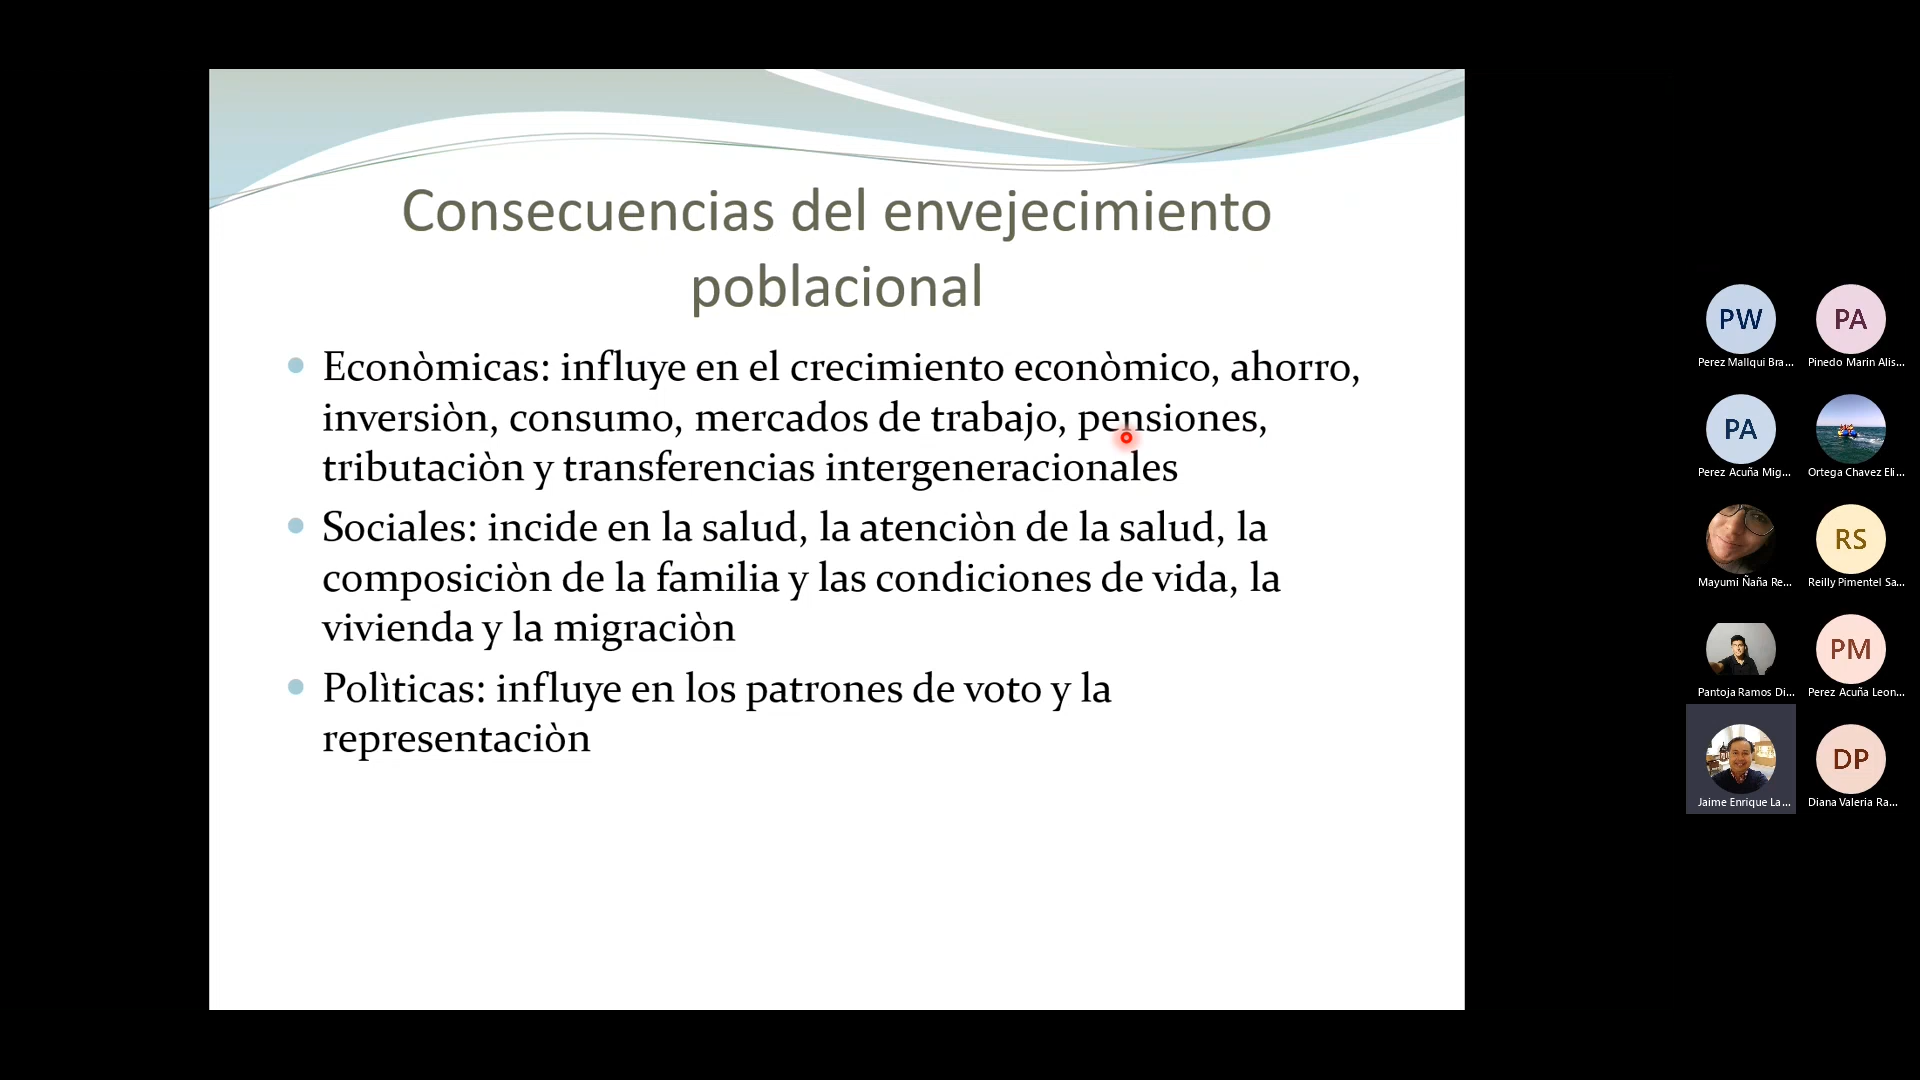 Consecuencias del envejecimiento
poblacional
Econòmicas: influye en el crecimiento econòmico, ahorro,
inversiòn, consumo, mercados de trabajo, pensiones,
tributaciòn y transferencias intergeneracionales
Sociales: incide en la salud, la atenciòn de la salud, la
composiciòn de la familia y las condiciones de vida, la
vivienda y la migraciòn
Polìticas: influye en los patrones de voto y la
representaciòn
PW
PA
Perez Mallqui Bra...
Pinedo Marin Alis...
PA
Perez Acuña Mig...
Ortega Chavez Eli...
RS
Mayumi Ñaña Re...
Reilly Pimentel Sa...
PM
Pantoja Ramos Di...
Perez Acuña Leon...
DP
Jaime Enrique La...
Diana Valeria Ra...